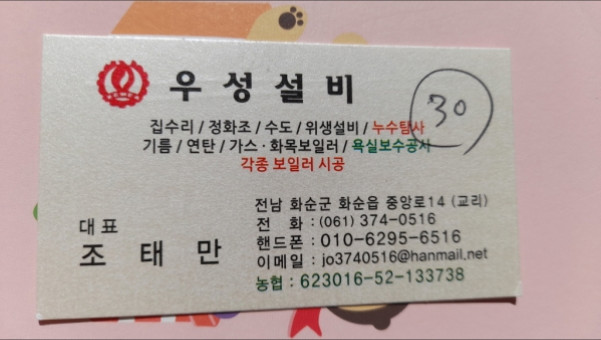 우성설비
30
집수리 / 정화조 / 수도 / 위생설비 / 누수탐사
기름 / 연탄 / 가스 · 화목보일러 / 욕실보수공사
각종 보일러 시공
대표
조태만
전남 화순군 화순읍 중앙로14 (교리)
전 화 : (061) 374-0516
핸드폰 : 010-6295-6516
이메일 : jo3740516@hanmail.net
농협 : 623016-52-133738